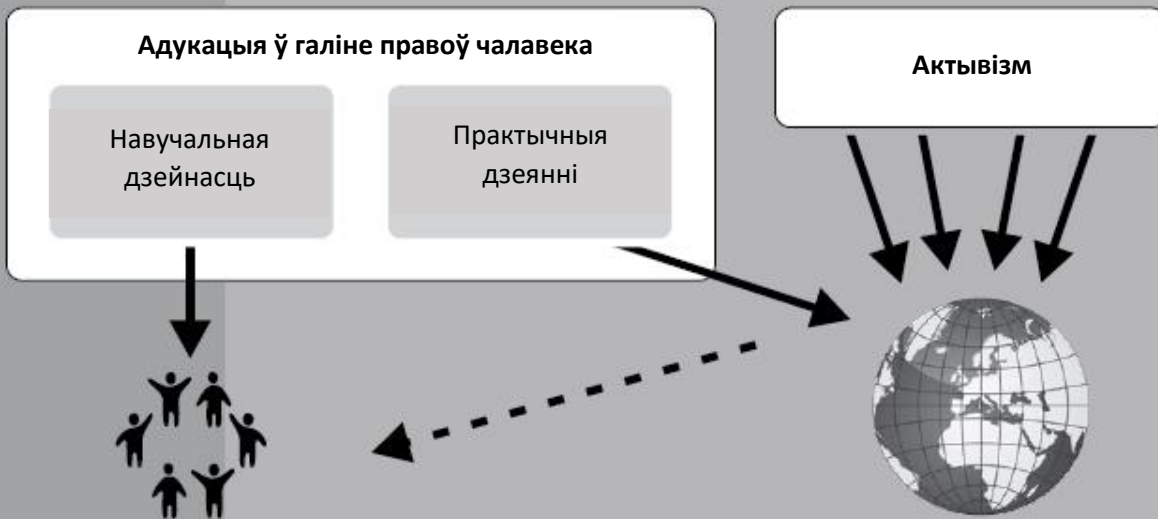 Адукацыя ў галіне правоў чалавека
Навучальная
дзейнасць
Практычныя
дзеянні
Актывізм